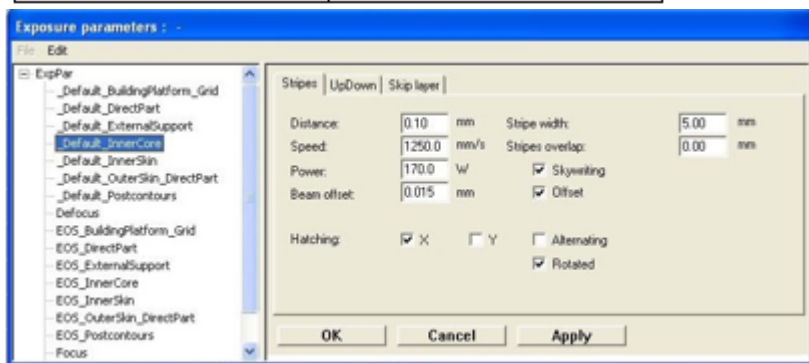 Exposure parameters : -
File Edit
ExpPar
_Default_BuildingPlatform_Grid
_Default_DirectPart
_Default_ExternalSupport
_Default_InnerCore
_Default_InnerSkin
_Default_OuterSkin_DirectPart
_Default_Postcontours
Defocus
EOS_BuildingPlatform_Grid
EOS_DirectPart
EOS_ExternalSupport
EOS_InnerCore
EOS_InnerSkin
EOS_OuterSkin_DirectPart
EOS_Postcontours
Focus
Stripes UpDown Skip layer
Distance: 0.10 mm Stripe width: 5.00 mm
Speed: 1250.0 mm/s Stripes overlap: 0.00 mm
Power: 170.0 W Skywriting
Beam offset: 0.015 mm Offset
Hatching: X Y Alternating
Rotated
OK Cancel Apply